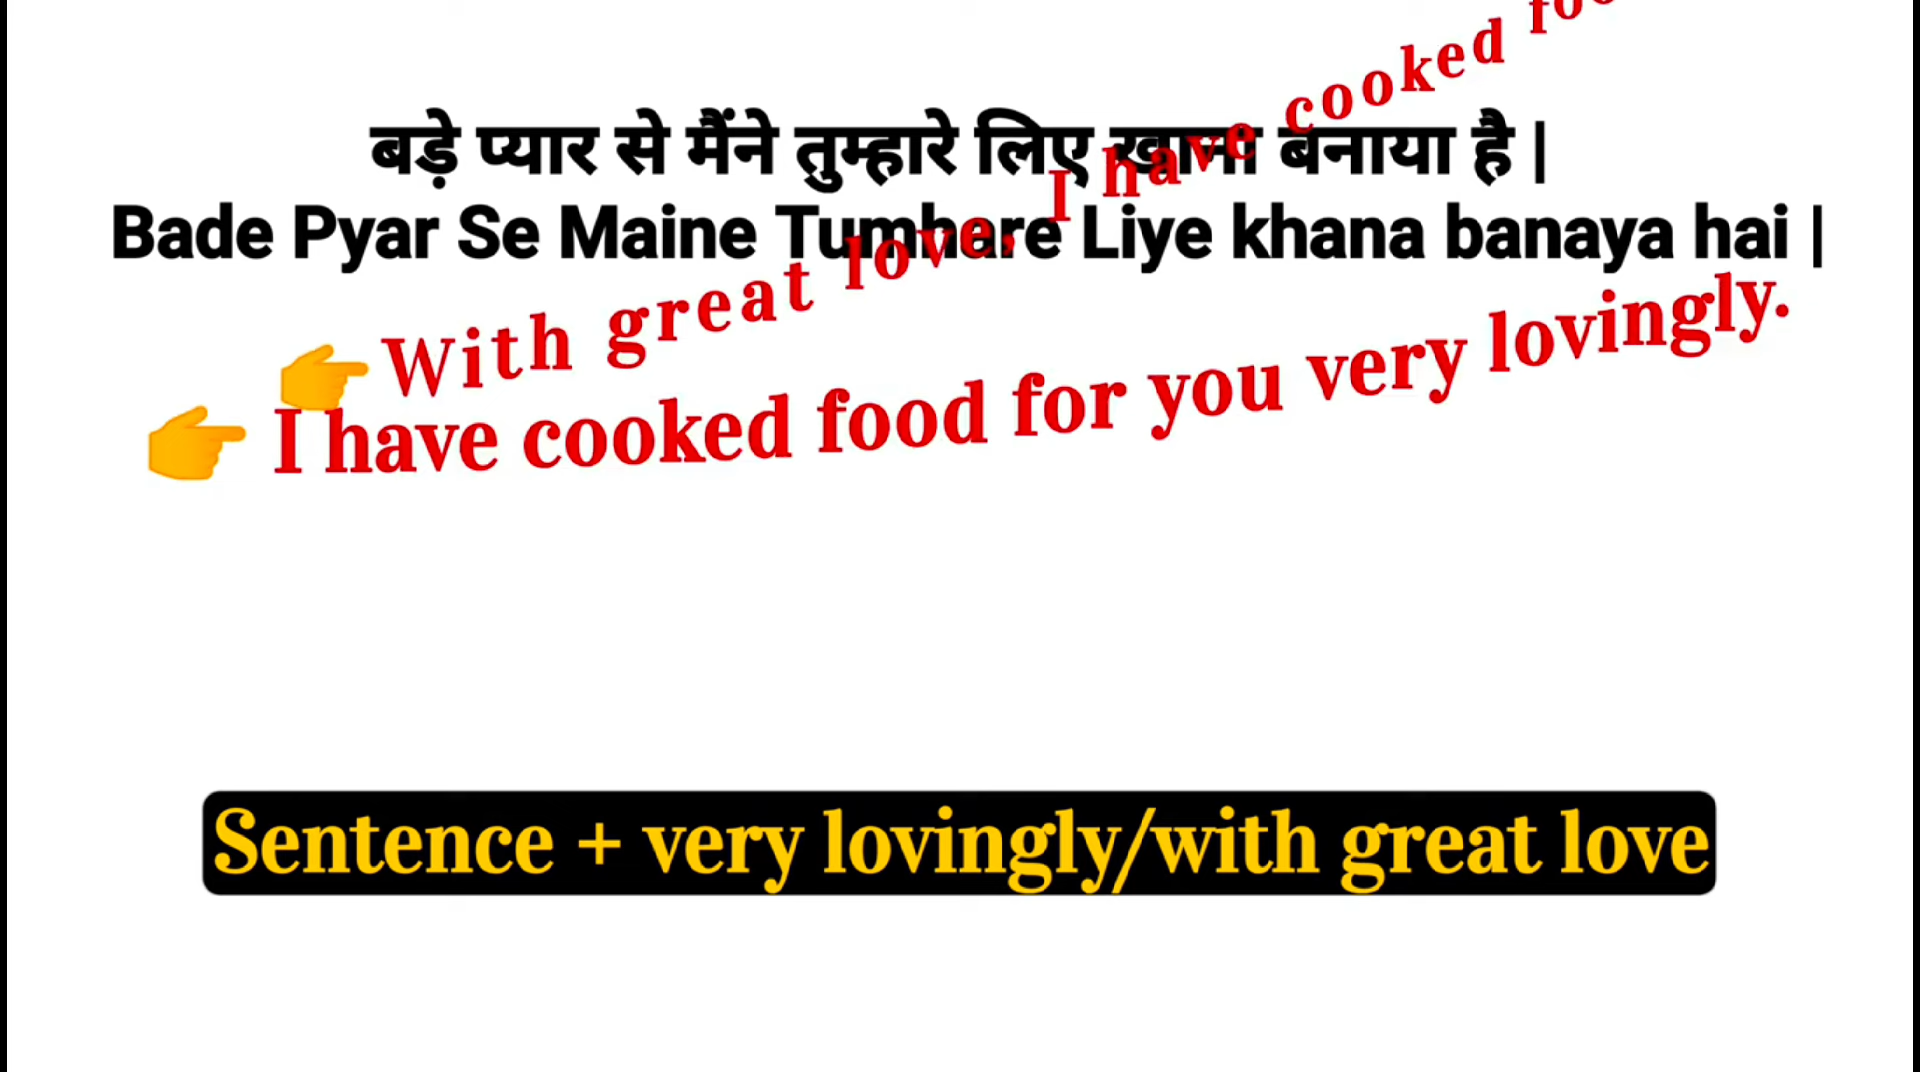 बड़े प्यार से मैंने तुम्हारे लिए खाना बनाया है |
Bade Pyar Se Maine Tumhare Liye khana banaya hai |
👉 With great love, I have cooked
👉 I have cooked food for you very lovingly.
Sentence + very lovingly/with great love